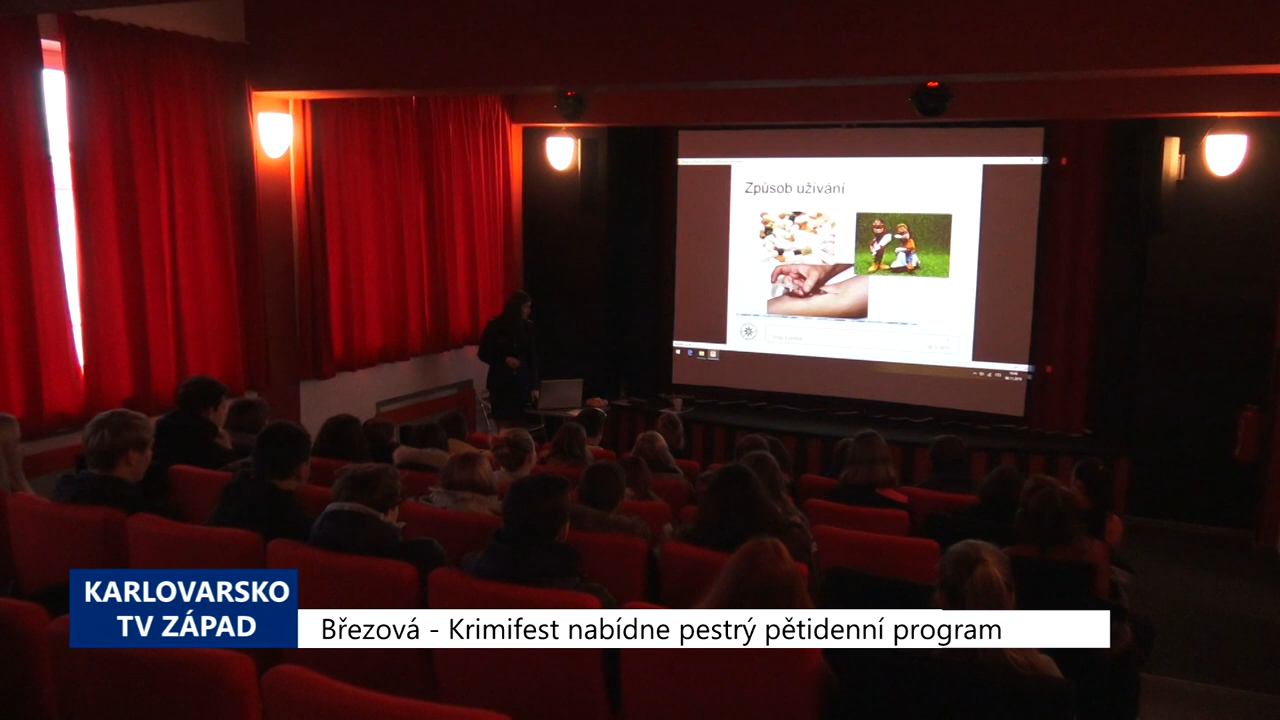 Způsob užívání
KARLOVARSKO
TV ZÁPAD
Březová - Krimifest nabídne pestrý pětidenní program